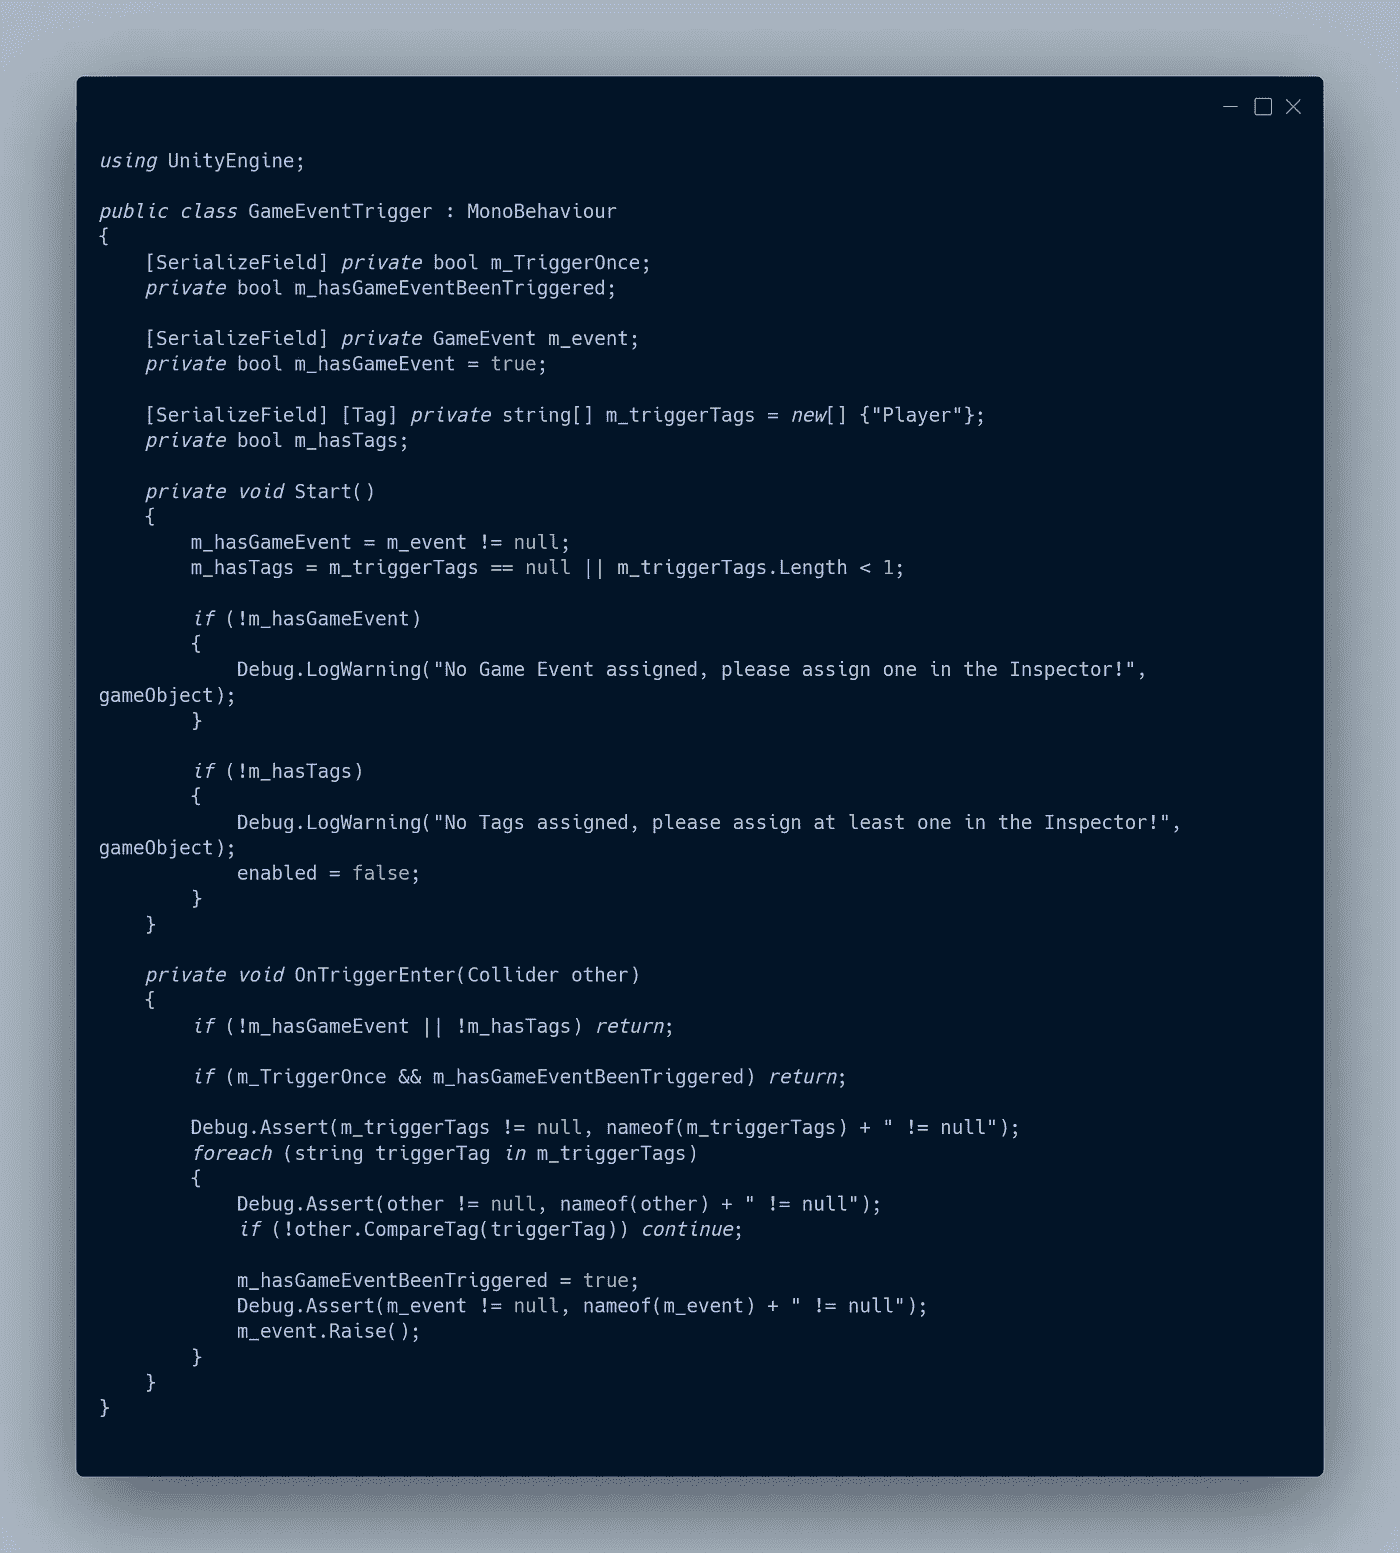 using UnityEngine;

public class GameEventTrigger : MonoBehaviour
{
    [SerializeField] private bool m_TriggerOnce;
    private bool m_hasGameEventBeenTriggered;

    [SerializeField] private GameEvent m_event;
    private bool m_hasGameEvent = true;

    [SerializeField] [Tag] private string[] m_triggerTags = new[] {"Player"};
    private bool m_hasTags;

    private void Start()
    {
        m_hasGameEvent = m_event != null;
        m_hasTags = m_triggerTags == null || m_triggerTags.Length < 1;

        if (!m_hasGameEvent)
        {
            Debug.LogWarning("No Game Event assigned, please assign one in the Inspector!",
gameObject);
        }

        if (!m_hasTags)
        {
            Debug.LogWarning("No Tags assigned, please assign at least one in the Inspector!",
gameObject);
            enabled = false;
        }
    }

    private void OnTriggerEnter(Collider other)
    {
        if (!m_hasGameEvent || !m_hasTags) return;

        if (m_TriggerOnce && m_hasGameEventBeenTriggered) return;

        Debug.Assert(m_triggerTags != null, nameof(m_triggerTags) + " != null");
        foreach (string triggerTag in m_triggerTags)
        {
            Debug.Assert(other != null, nameof(other) + " != null");
            if (!other.CompareTag(triggerTag)) continue;

            m_hasGameEventBeenTriggered = true;
            Debug.Assert(m_event != null, nameof(m_event) + " != null");
            m_event.Raise();
        }
    }
}